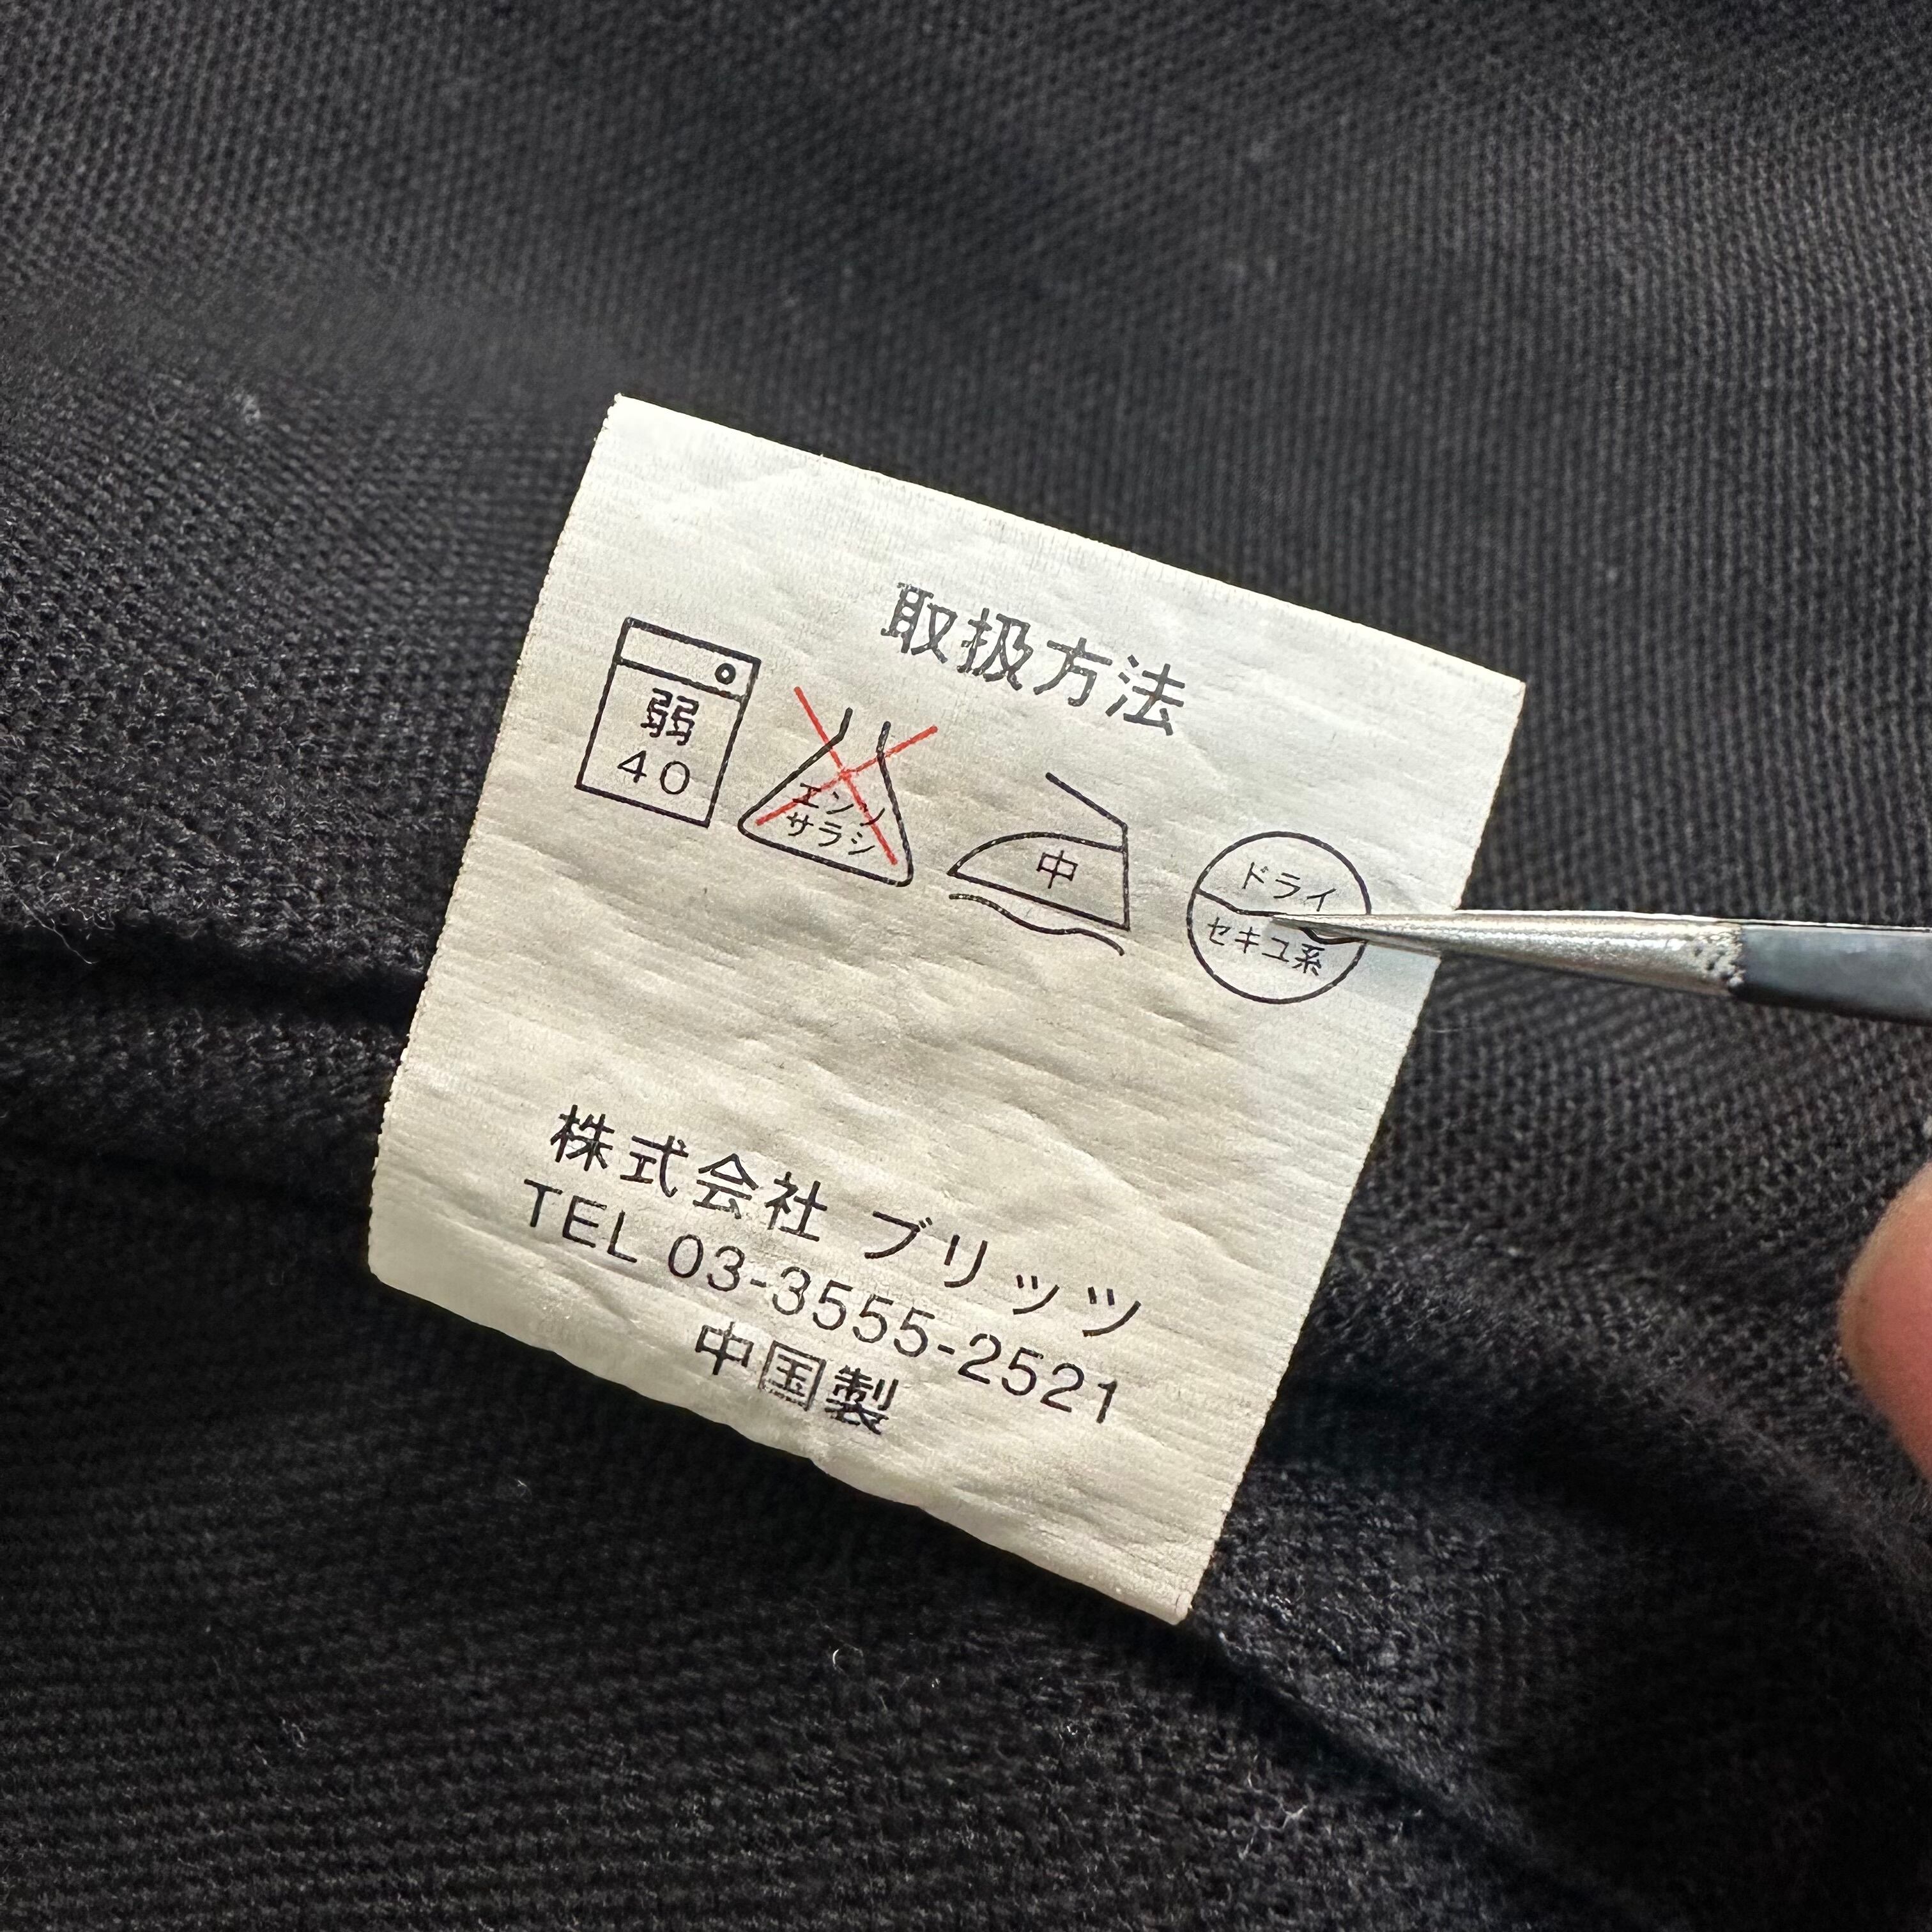 取扱方法
弱
40
エンソ
サラシ
中
ドライ
セキユ系
株式会社 ブリッツ
TEL 03-3555-2521
中国製